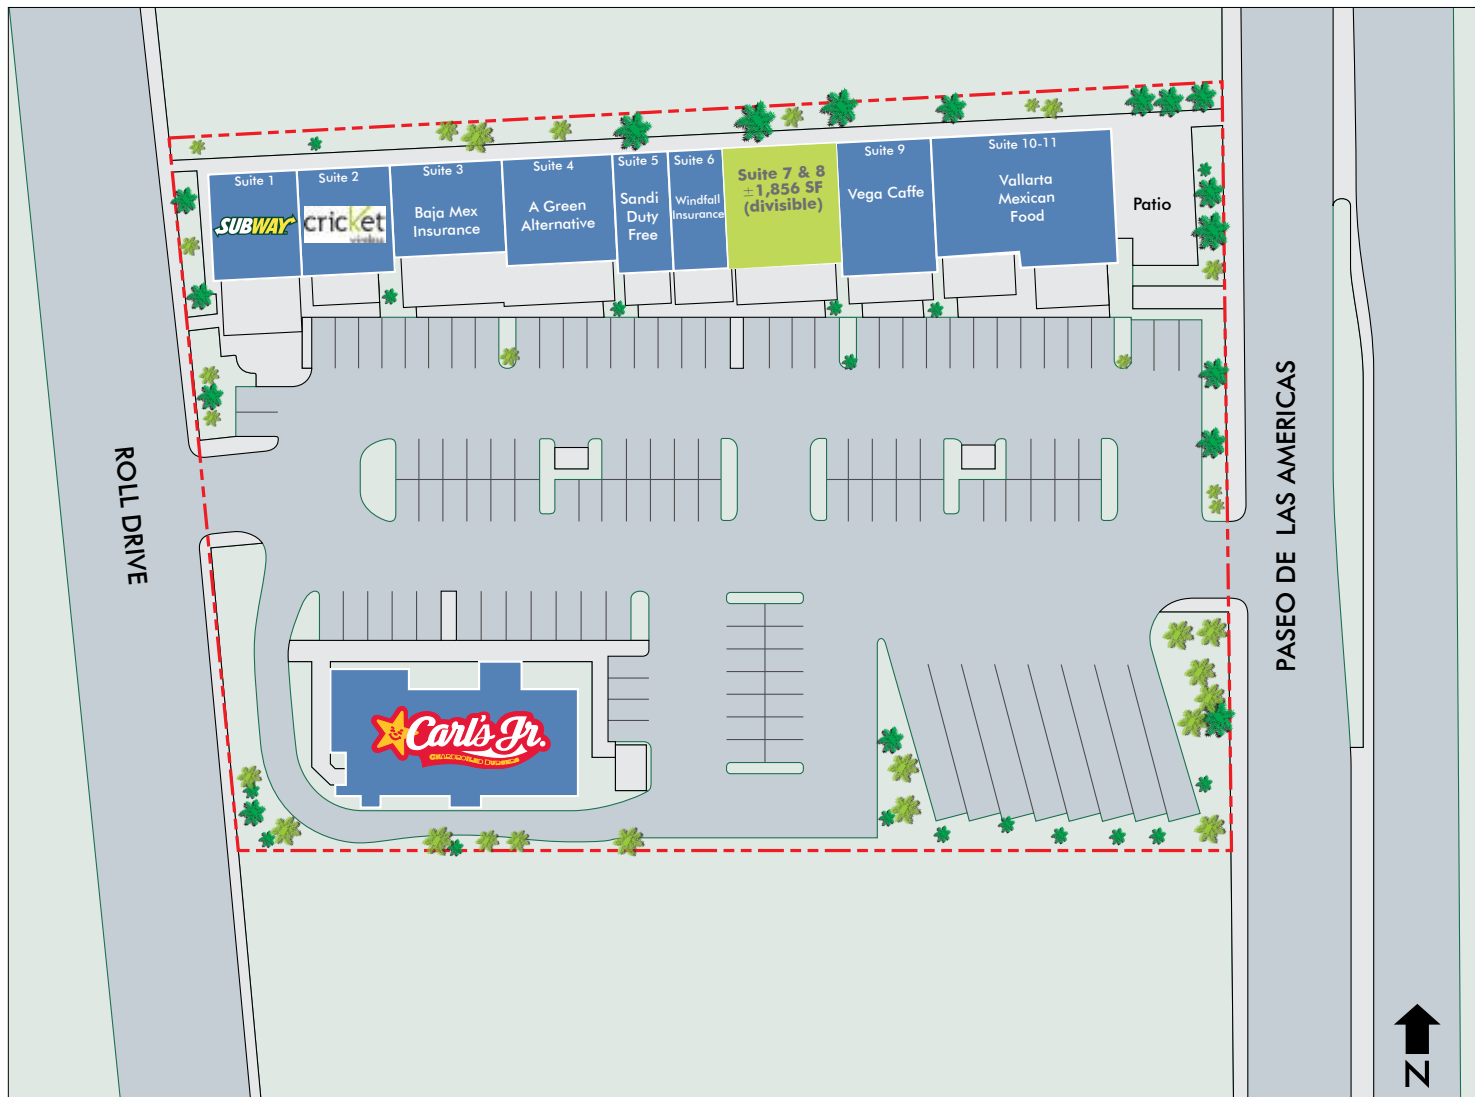 Suite 1
SUBWAY
Suite 2
cricket
Suite 3
Baja Mex
Insurance
Suite 4
A Green
Alternative
Suite 5
Sandi
Duty
Free
Suite 6
Windfall
Insurance
Suite 7 & 8
±1,856 SF
(divisible)
Suite 9
Vega Caffe
Suite 10-11
Vallarta
Mexican
Food
Patio
ROLL DRIVE
PASEO DE LAS AMERICAS
Carl's Jr.
CHARBROILED BURGERS
N